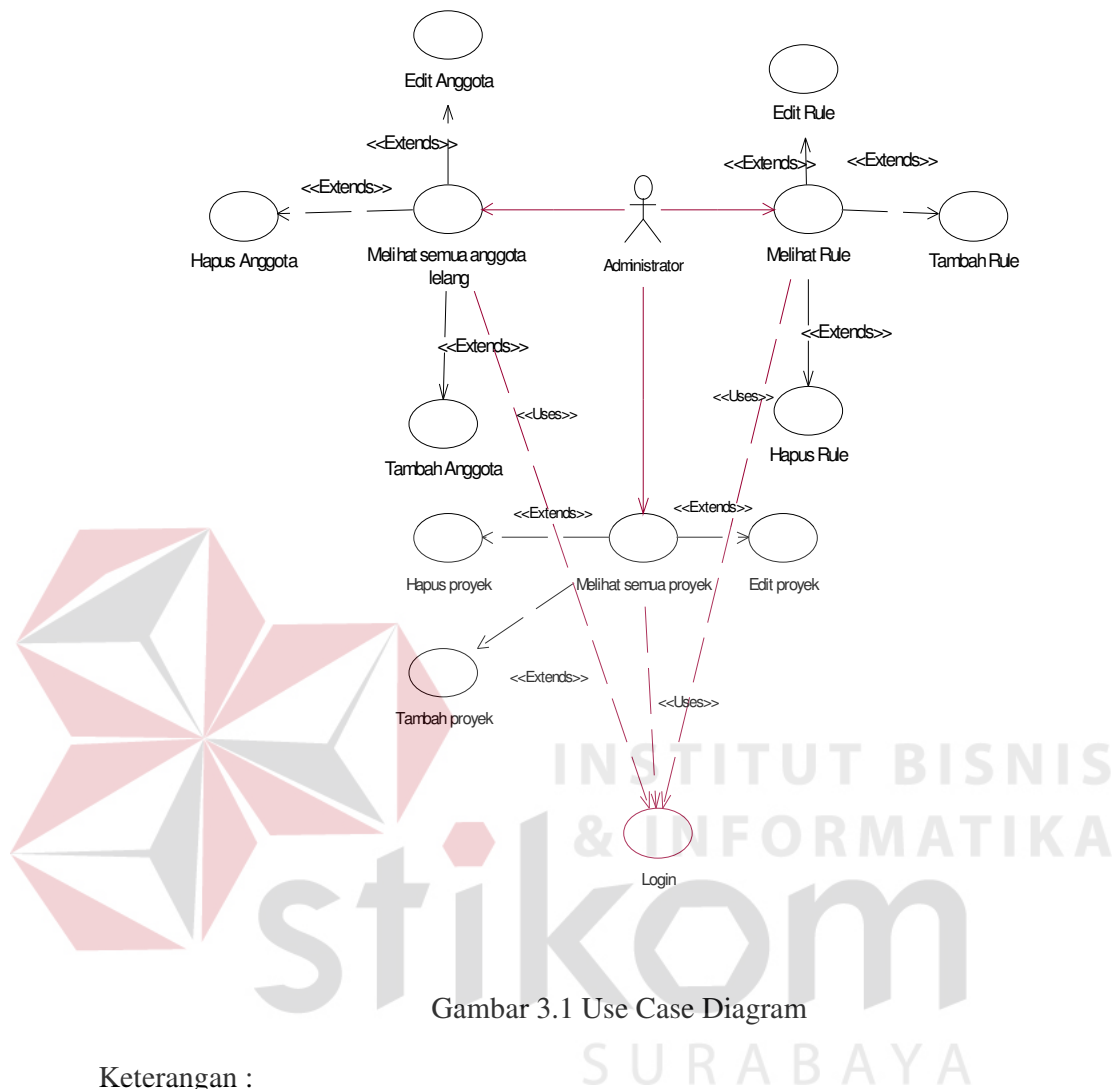 Edit Anggota
Edit Rule
<<Extends>>
<<Extends>>
<<Extends>>
<<Extends>>
Hapus Anggota
Melihat semua anggota
lelang
Administrator
Melihat Rule
Tambah Rule
<<Extends>>
<<Extends>>
<<Uses>>
<<Uses>>
Tambah Anggota
Hapus Rule
<<Extends>>
<<Extends>>
Hapus proyek
Melihat semua proyek
Edit proyek
<<Extends>>
<<Uses>>
Tambah proyek
INSTITUT BISNIS
& INFORMATIKA
Login
stikom
Gambar 3.1 Use Case Diagram
SURABAYA
Keterangan :